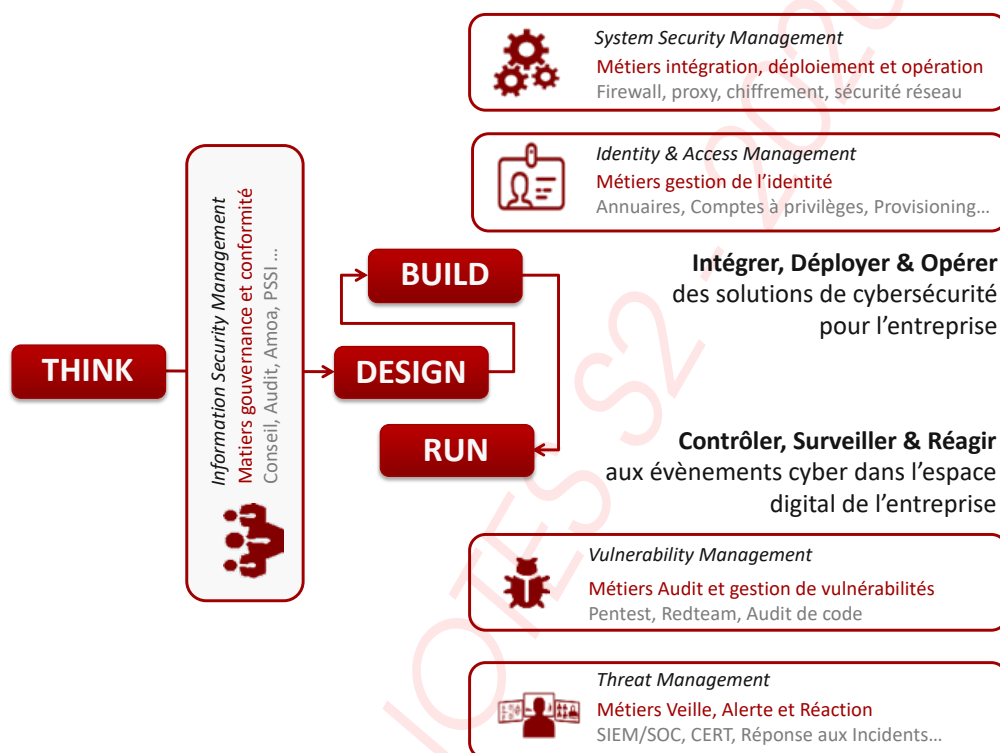 System Security Management
Métiers intégration, déploiement et opération
Firewall, proxy, chiffrement, sécurité réseau
Identity & Access Management
Métiers gestion de l’identité
Annuaires, Comptes à privilèges, Provisioning…
Information Security Management
Matiers gouvernance et conformité
Conseil, Audit, Amoa, PSSI …
THINK
BUILD
DESIGN
RUN
Intégrer, Déployer & Opérer
des solutions de cybersécurité
pour l’entreprise
Contrôler, Surveiller & Réagir
aux évènements cyber dans l’espace
digital de l’entreprise
Vulnerability Management
Métiers Audit et gestion de vulnérabilités
Pentest, Redteam, Audit de code
Threat Management
Métiers Veille, Alerte et Réaction
SIEM/SOC, CERT, Réponse aux Incidents…
S2 -